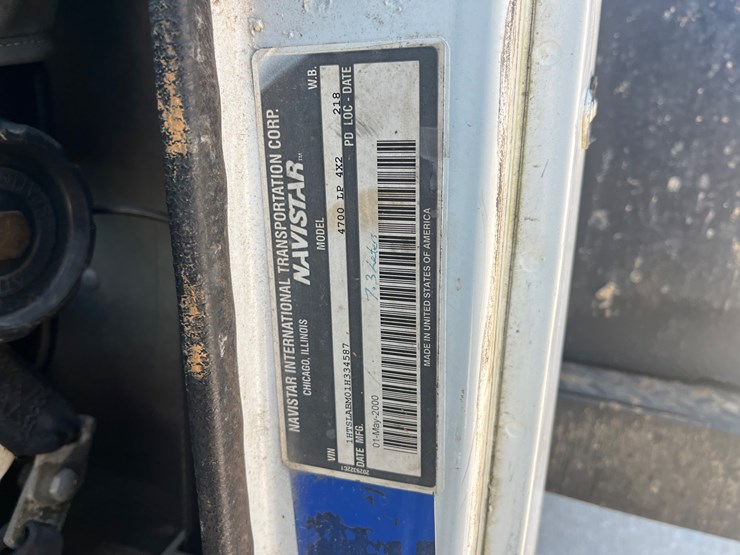 NAVISTAR INTERNATIONAL TRANSPORTATION CORP.
CHICAGO, ILLINOIS
NAVISTAR™
VIN MODEL W.B.
1HTSLABM01H334587 4700 LP 4X2 218
DATE MFG. PD LOC - DATE
01-May-2000
MADE IN UNITED STATES OF AMERICA